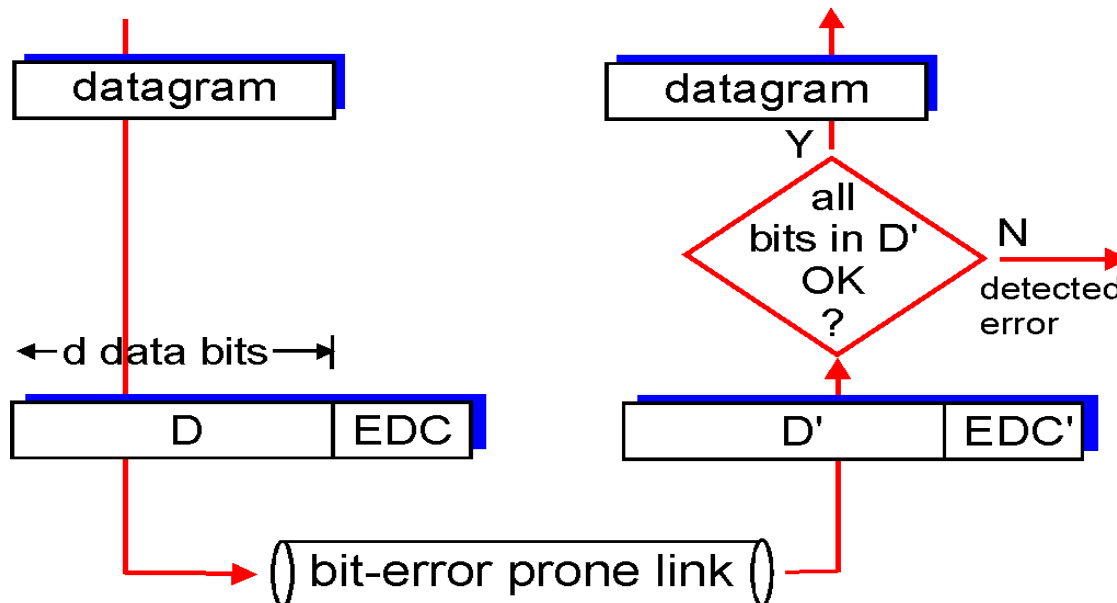 datagram
d data bits
D EDC
bit-error prone link
datagram
Y
all
bits in D'
OK
?
N
detected
error
D' EDC'